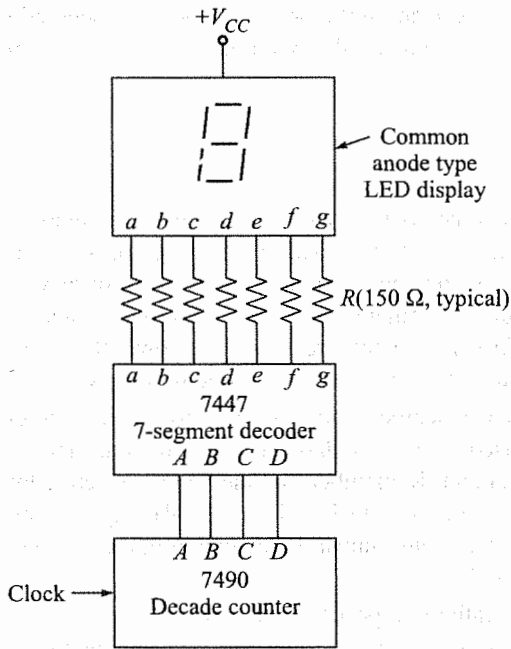 +V_CC
Common
anode type
LED display
a b c d e f g
R(150 Ω, typical)
a b c d e f g
7447
7-segment decoder
A B C D
A B C D
7490
Clock
Decade counter